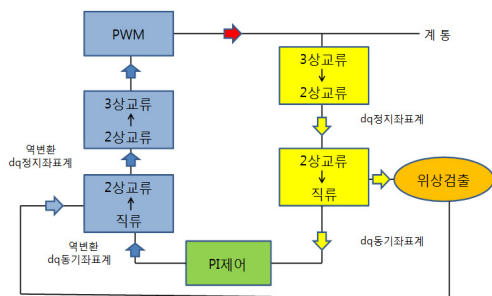 PWM
계 통
3상교류
↓
2상교류
3상교류
↑
2상교류
dq정지좌표계
역변환
dq정지좌표계
2상교류
↓
직류
위상검출
2상교류
↑
직류
dq동기좌표계
역변환
dq동기좌표계
PI제어